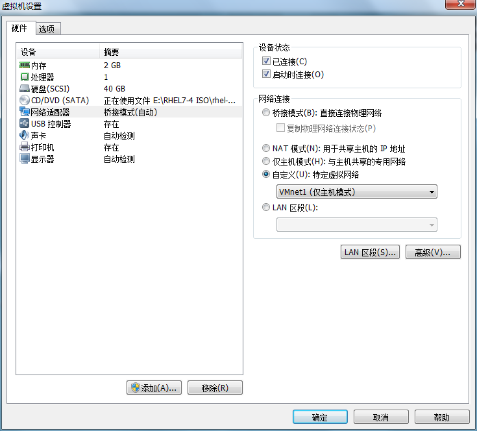 虚拟机设置
硬件 选项
设备 摘要
内存 2 GB
处理器 1
硬盘(SCSI) 40 GB
CD/DVD (SATA) 正在使用文件 E:\RHEL7-4 ISO\rhel-...
网络适配器 桥接模式(自动)
USB 控制器 存在
声卡 自动检测
打印机 存在
显示器 自动检测
添加(A)... 移除(R)
设备状态
已连接(C)
启动时连接(O)
网络连接
桥接模式(B): 直接连接物理网络
复制物理网络连接状态(P)
NAT 模式(N): 用于共享主机的 IP 地址
仅主机模式(H): 与主机共享的专用网络
自定义(U): 特定虚拟网络
VMnet1 (仅主机模式)
LAN 区段(L):
LAN 区段(S)... 高级(V)...
确定 取消 帮助